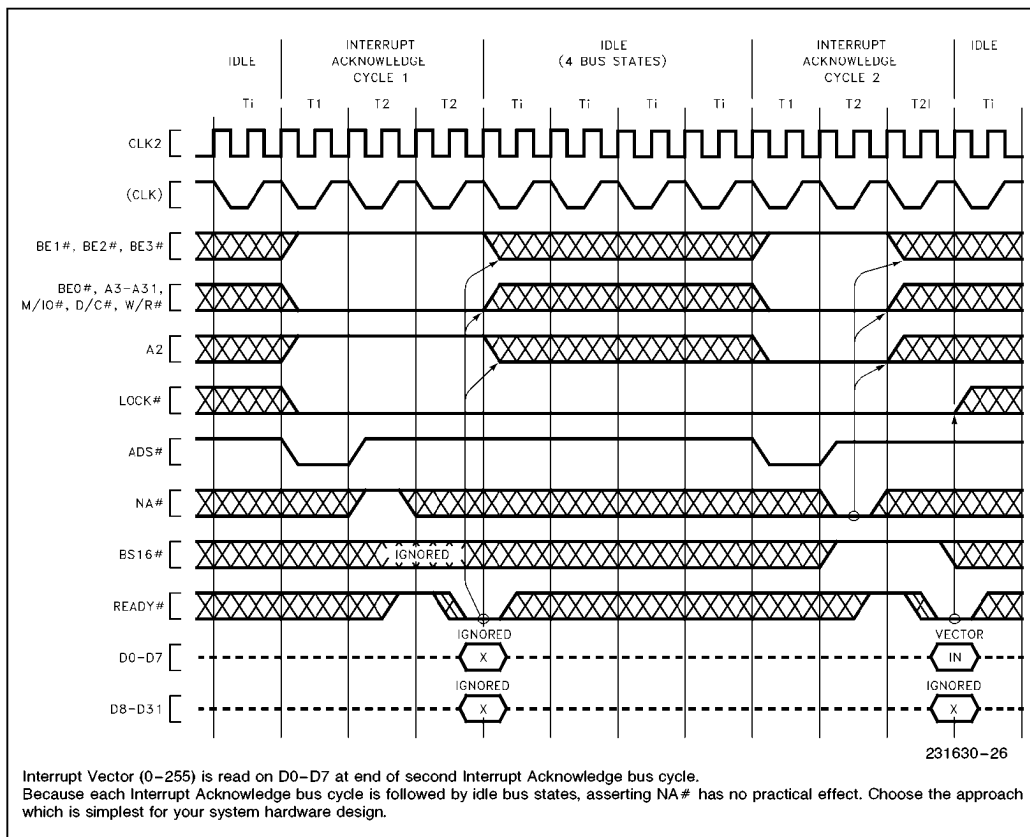 IDLE
INTERRUPT
ACKNOWLEDGE
CYCLE 1
IDLE
(4 BUS STATES)
INTERRUPT
ACKNOWLEDGE
CYCLE 2
IDLE
Ti T1 T2 T2 Ti Ti Ti Ti T1 T2 T2I Ti
CLK2
(CLK)
BE1#, BE2#, BE3#
BE0#, A3-A31,
M/IO#, D/C#, W/R#
A2
LOCK#
ADS#
NA#
BS16#
IGNORED
READY#
IGNORED
VECTOR
D0-D7
X
IN
IGNORED
IGNORED
D8-D31
X
X
231630-26
Interrupt Vector (0-255) is read on D0-D7 at end of second Interrupt Acknowledge bus cycle.
Because each Interrupt Acknowledge bus cycle is followed by idle bus states, asserting NA# has no practical effect. Choose the approach
which is simplest for your system hardware design.